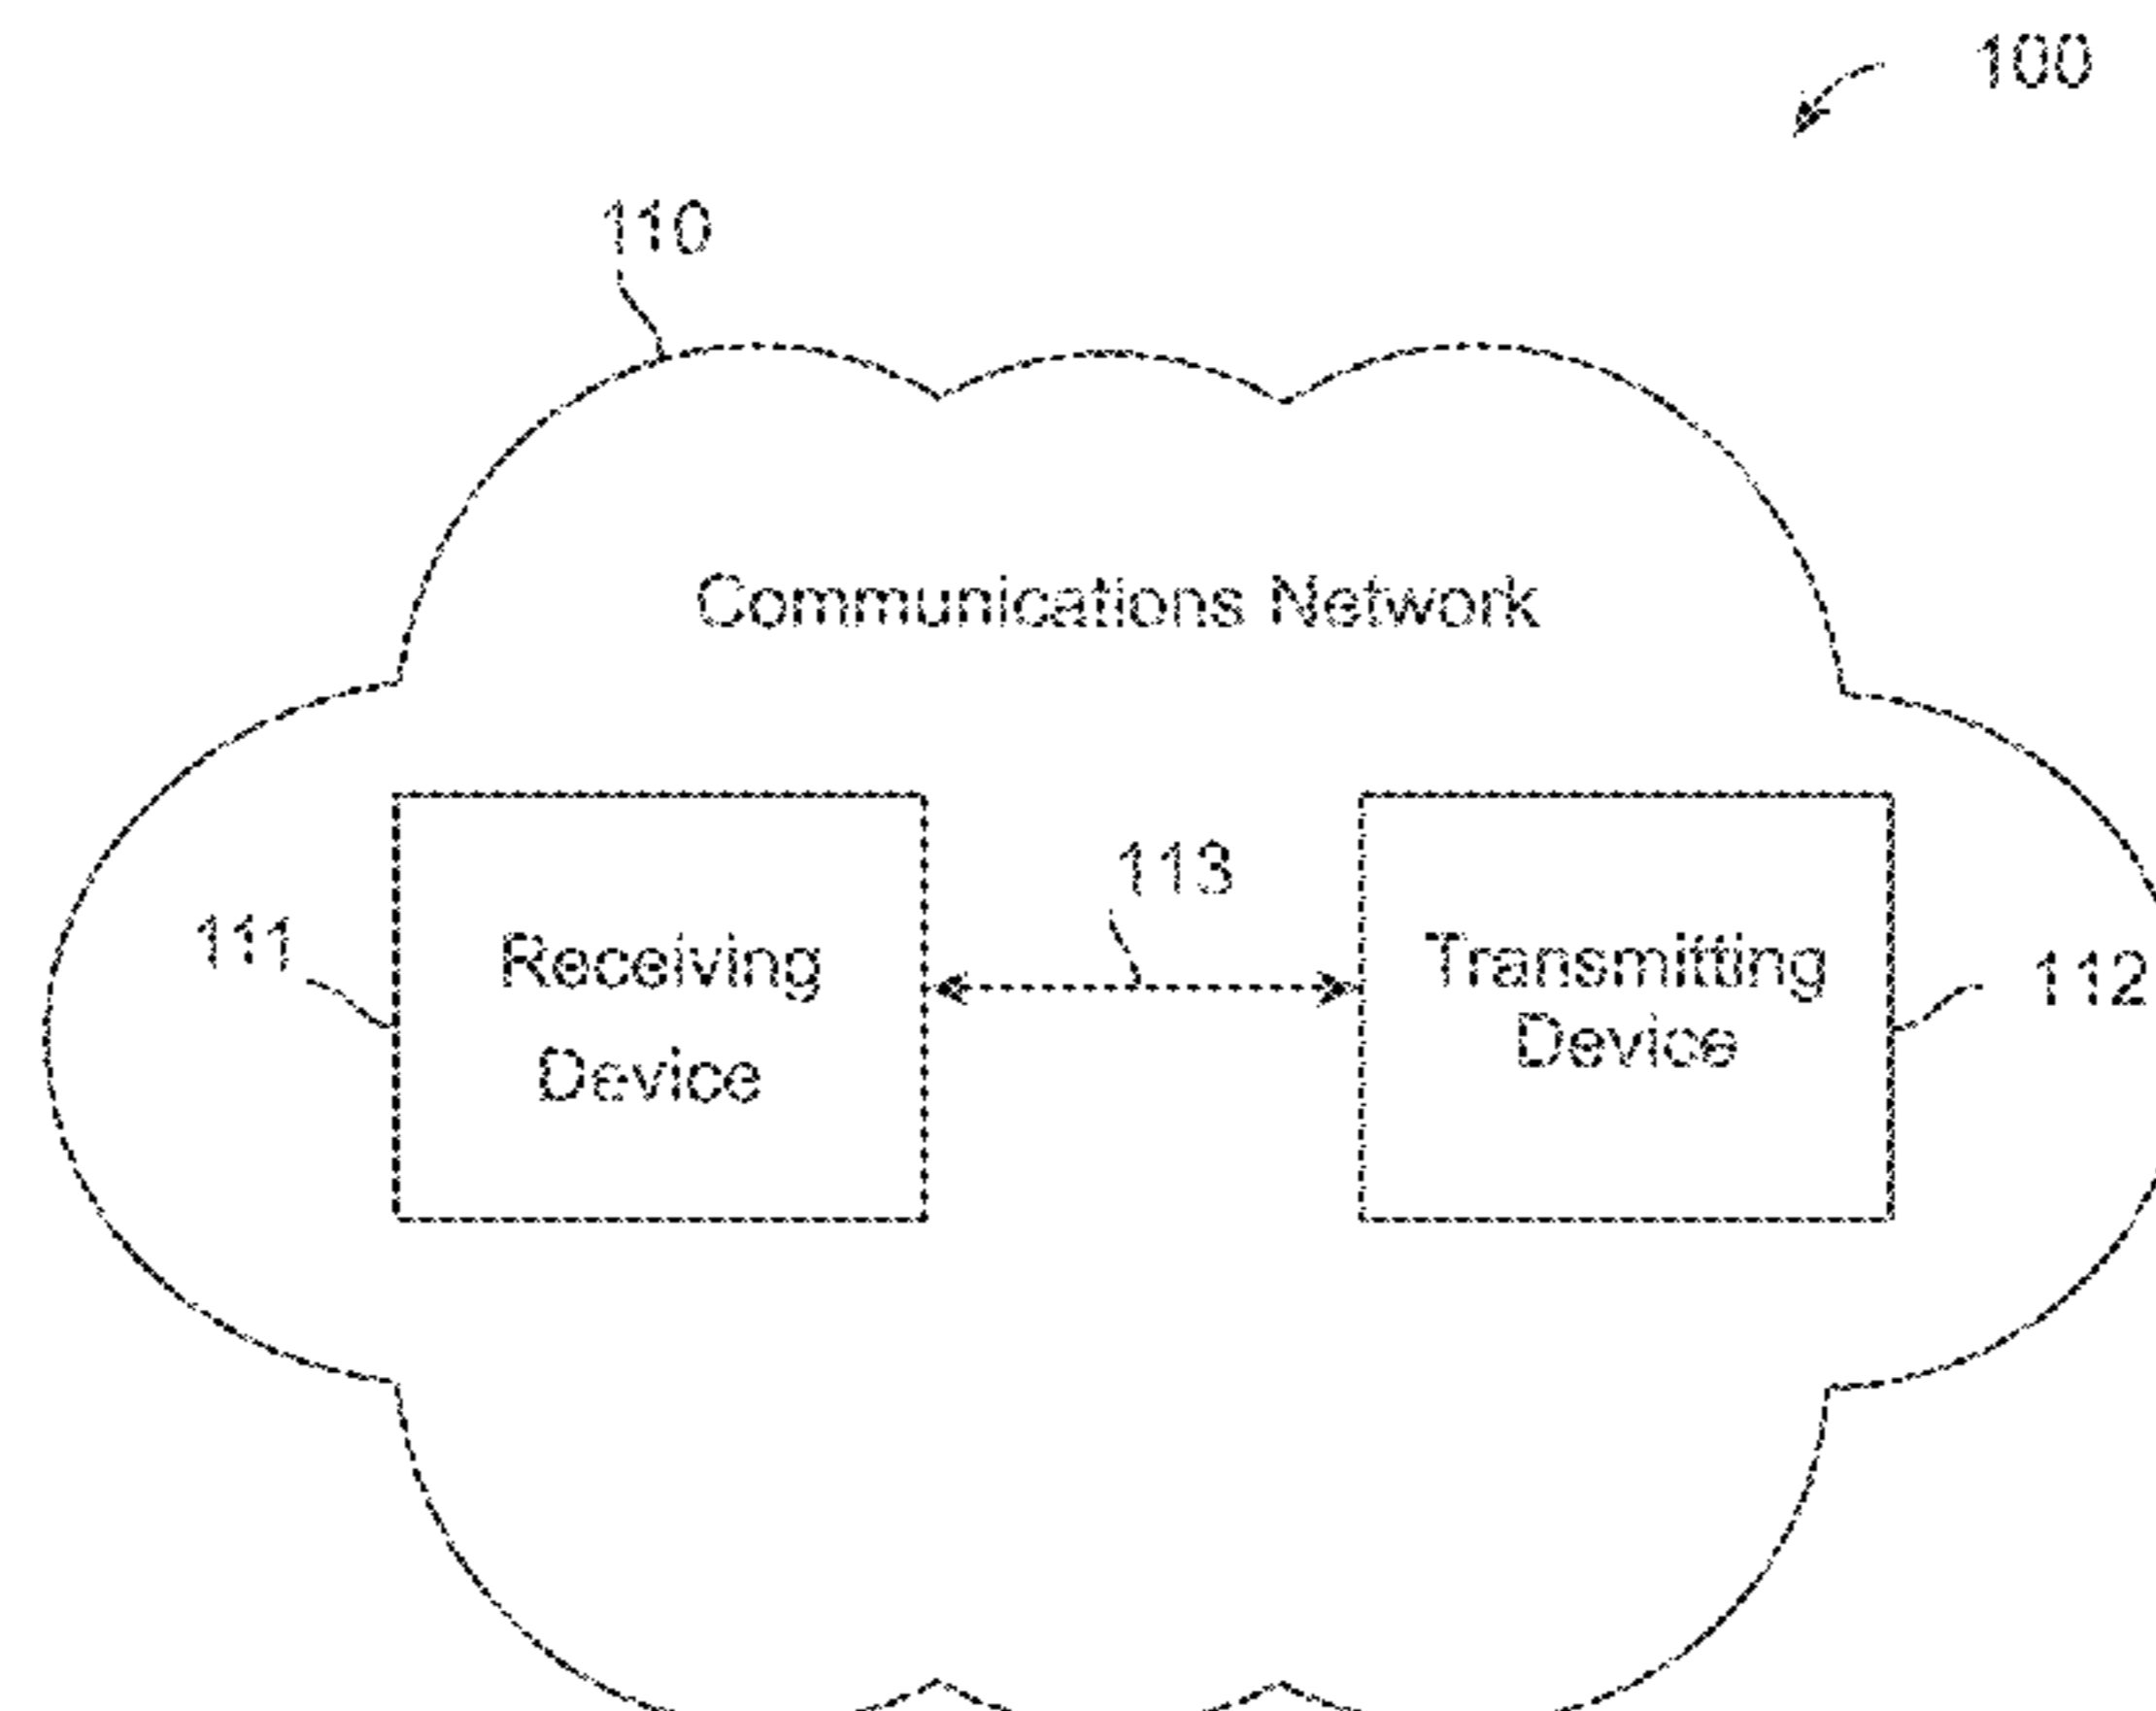 100
110
Communications Network
113
111
Receiving
Device
Transmitting
Device
112